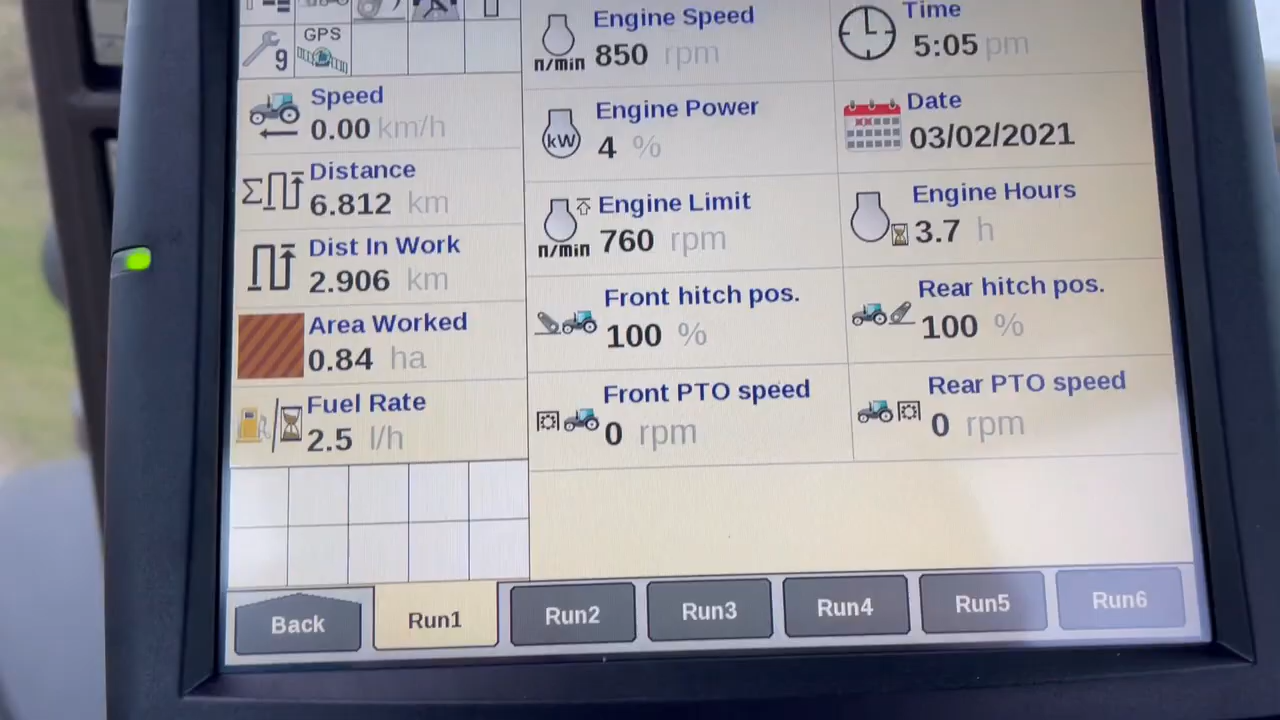 9
GPS
Speed
0.00 km/h
Distance
Σ 6.812 km
Dist In Work
2.906 km
Area Worked
0.84 ha
Fuel Rate
2.5 l/h
Engine Speed
n/min 850 rpm
Engine Power
kW 4 %
Engine Limit
n/min 760 rpm
Front hitch pos.
100 %
Front PTO speed
0 rpm
Time
5:05 pm
Date
03/02/2021
Engine Hours
3.7 h
Rear hitch pos.
100 %
Rear PTO speed
0 rpm
Back
Run1
Run2
Run3
Run4
Run5
Run6